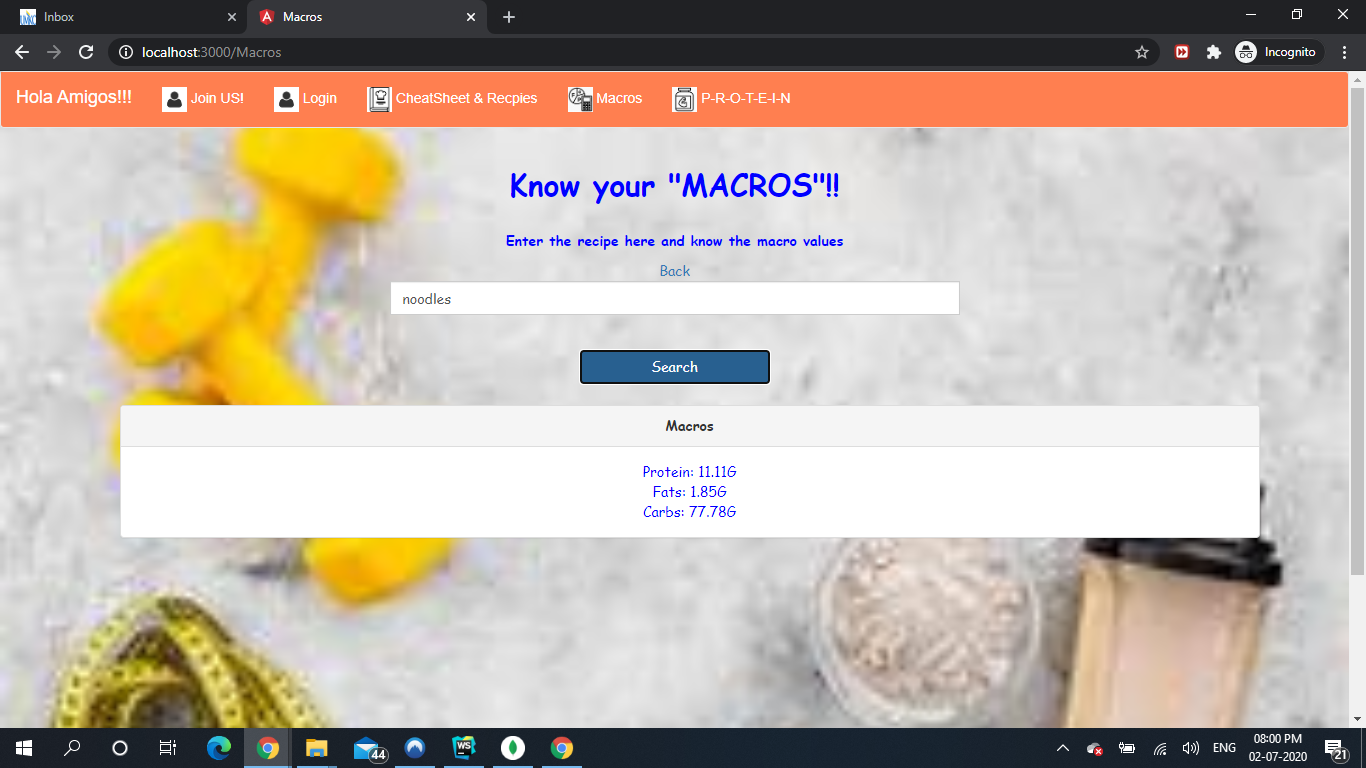 Inbox
Macros
localhost:3000/Macros
Incognito
Hola Amigos!!! Join US! Login CheatSheet & Recpies Macros P-R-O-T-E-I-N
Know your "MACROS"!!
Enter the recipe here and know the macro values
Back
noodles
Search
Macros
Protein: 11.11G
Fats: 1.85G
Carbs: 77.78G
44
WS
ENG
08:00 PM
02-07-2020
21